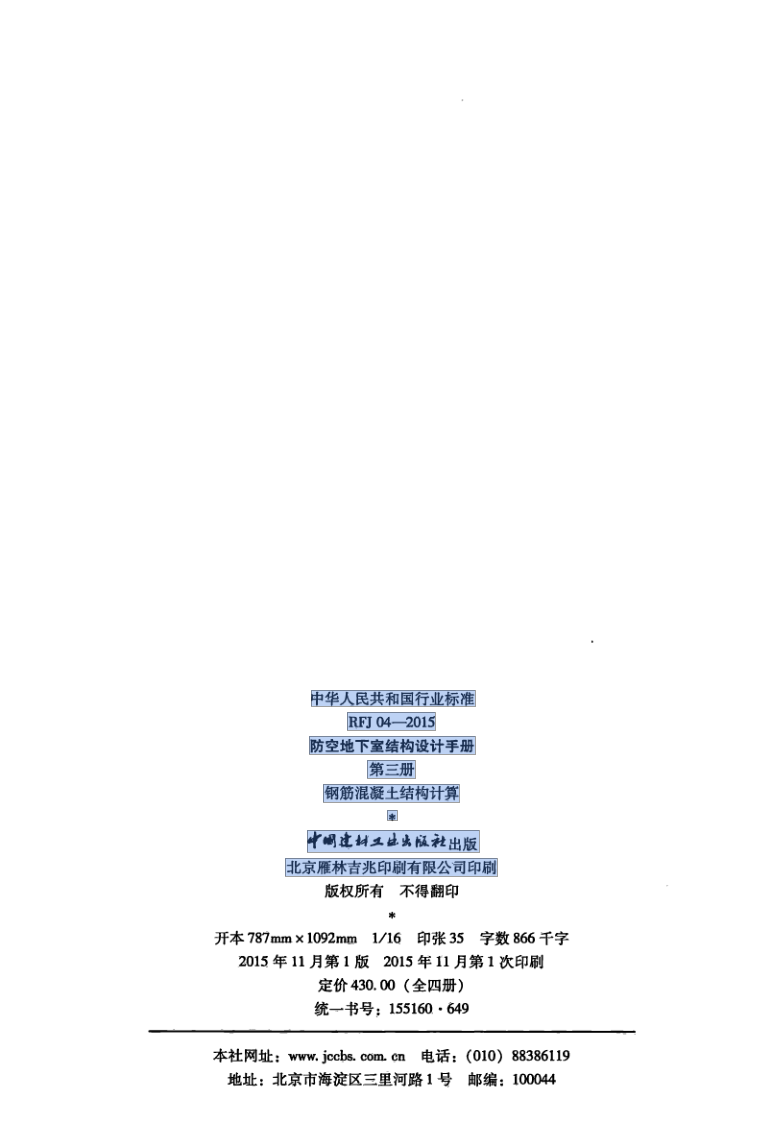 中华人民共和国行业标准
RFJ 04—2015
防空地下室结构设计手册
第三册
钢筋混凝土结构计算
*
中国建材工业出版社出版
北京雁林吉兆印刷有限公司印刷
版权所有 不得翻印
*
开本 787mm×1092mm 1/16 印张 35 字数 866 千字
2015 年 11 月第 1 版 2015 年 11 月第 1 次印刷
定价 430.00（全四册）
统一书号：155160·649
本社网址：www.jccbs.com.cn 电话：（010）88386119
地址：北京市海淀区三里河路 1 号 邮编：100044